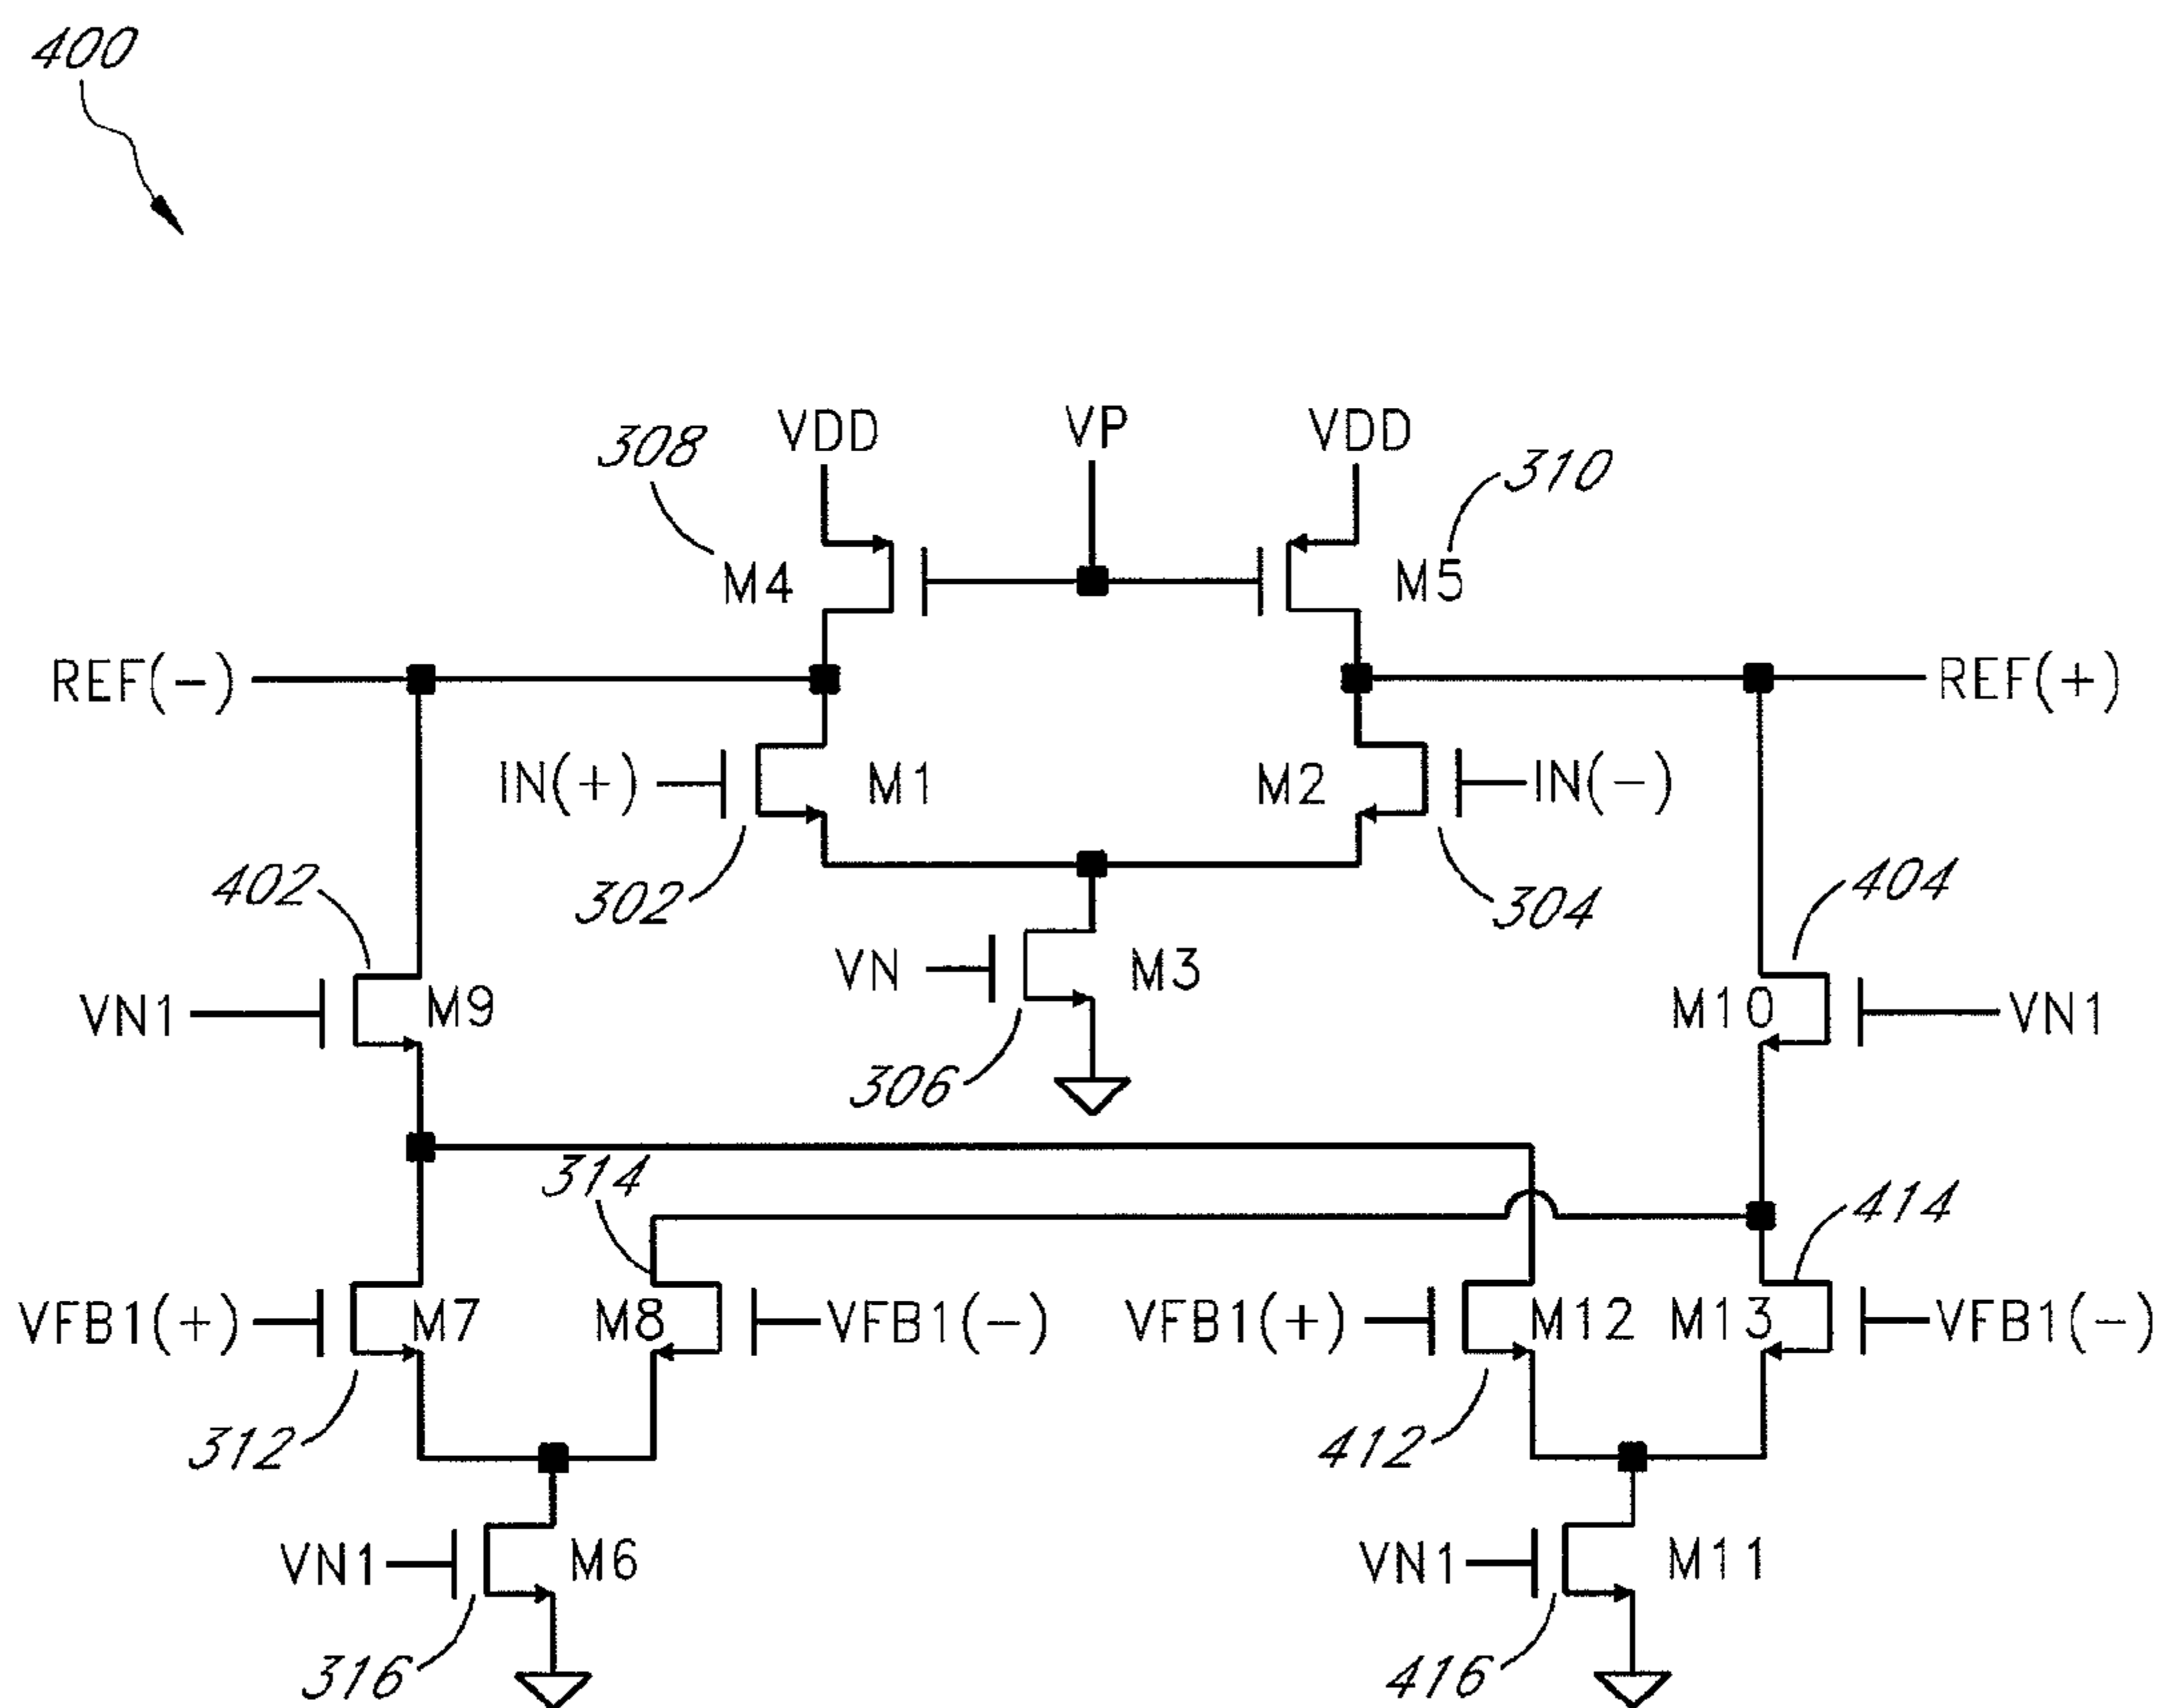 400
VDD VP VDD
308 310
M4 M5
REF(-) REF(+)
IN(+) M1 M2 IN(-)
402 302 304 404
VN M3
VN1 M9 M10 VN1
306
314 414
VFB1(+) M7 M8 VFB1(-) VFB1(+) M12 M13 VFB1(-)
312 412
VN1 M6 VN1 M11
316 416